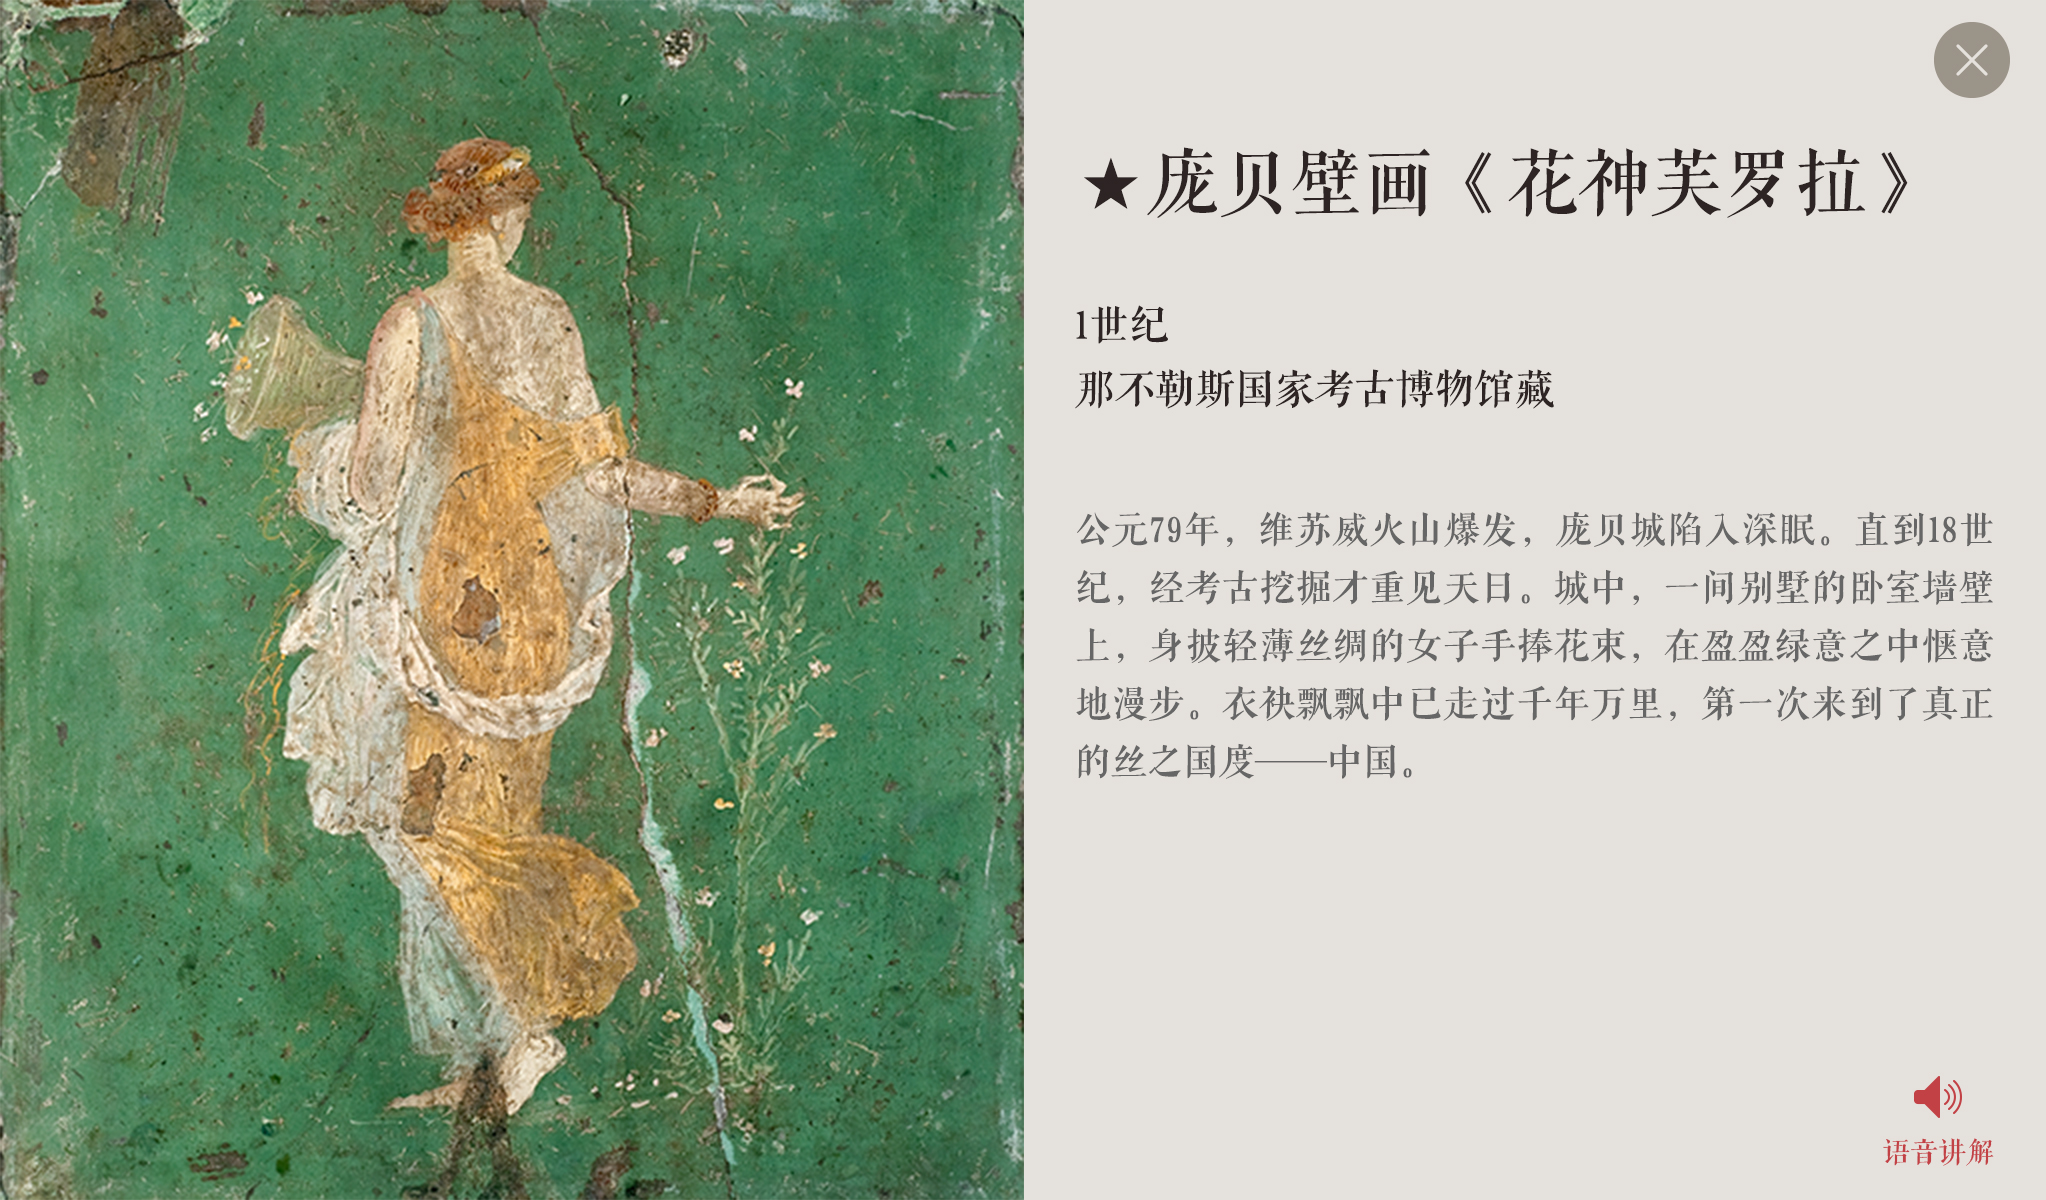 ★庞贝壁画《花神芙罗拉》
1世纪
那不勒斯国家考古博物馆藏
公元79年，维苏威火山爆发，庞贝城陷入深眠。直到18世
纪，经考古挖掘才重见天日。城中，一间别墅的卧室墙壁
上，身披轻薄丝绸的女子手捧花束，在盈盈绿意之中惬意
地漫步。衣袂飘飘中已走过千年万里，第一次来到了真正
的丝之国度——中国。
语音讲解